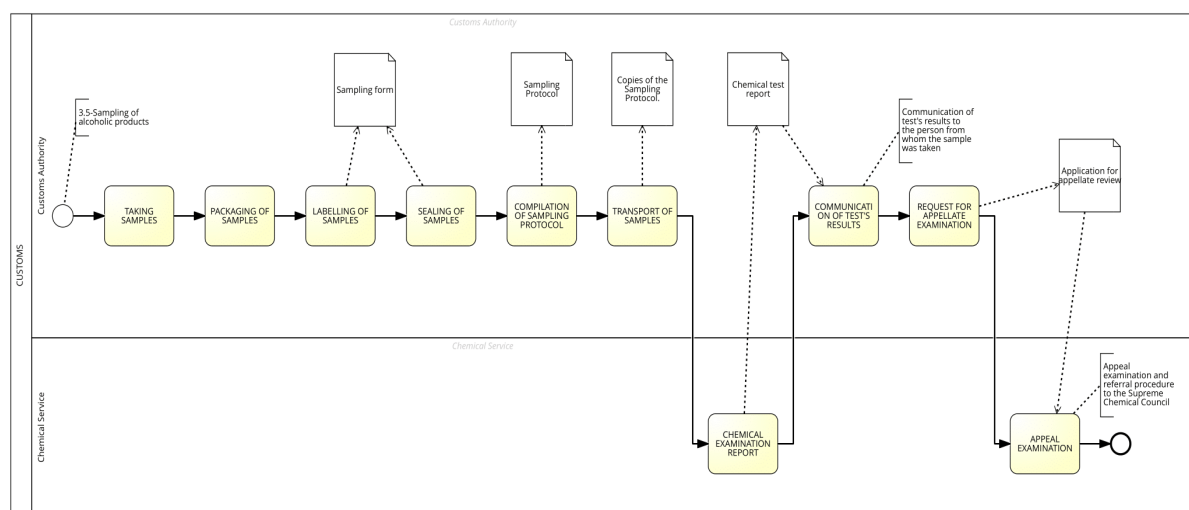 Customs Authority
CUSTOMS
Customs Authority
3.5-Sampling of
alcoholic products
Sampling form
Sampling
Protocol
Copies of the
Sampling
Protocol.
Chemical test
report
Communication of
test's results to
the person from
whom the sample
was taken
Application for
appellate review
TAKING
SAMPLES
PACKAGING OF
SAMPLES
LABELLING OF
SAMPLES
SEALING OF
SAMPLES
COMPILATION
OF SAMPLING
PROTOCOL
TRANSPORT OF
SAMPLES
COMMUNICATI
ON OF TEST'S
RESULTS
REQUEST FOR
APPELLATE
EXAMINATION
Chemical Service
Chemical Service
CHEMICAL
EXAMINATION
REPORT
APPEAL
EXAMINATION
Appeal
examination and
referral procedure
to the Supreme
Chemical Council